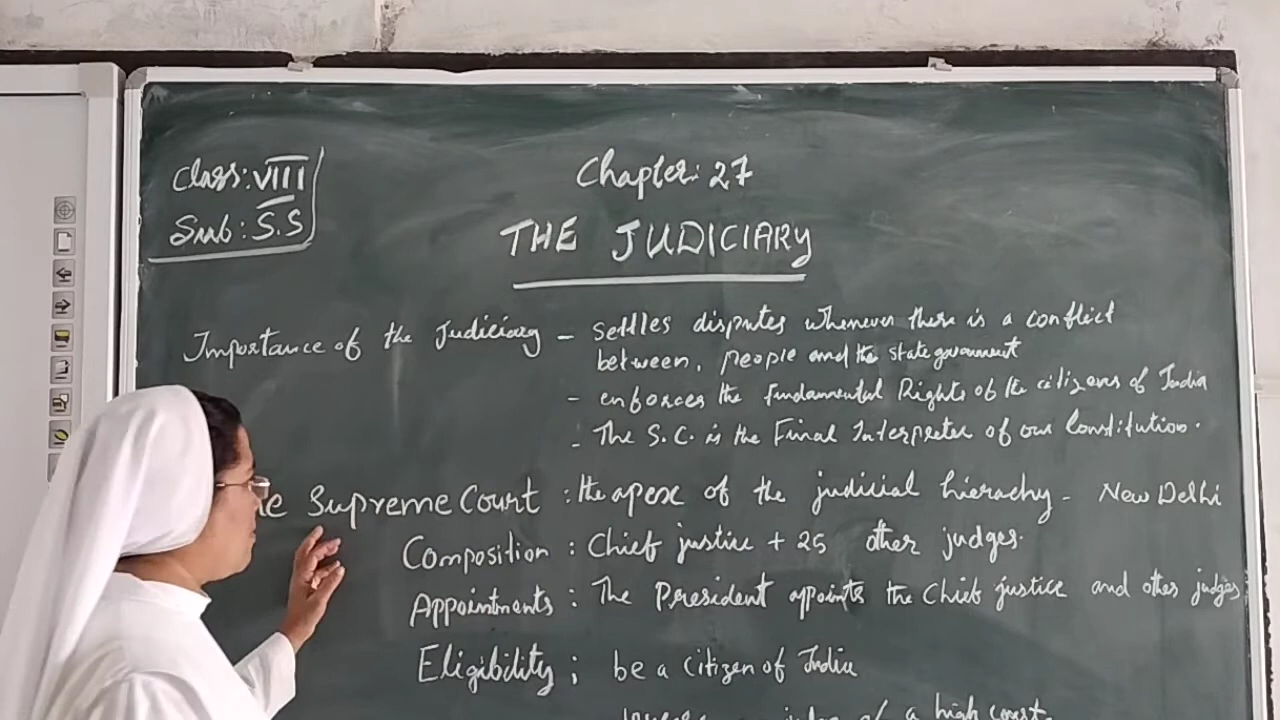 Class: VIII
Sub: S.S
Chapter: 27
THE JUDICIARY
Importance of the Judiciary - Settles disputes whenever there is a conflict
between, people and the state government
- enforces the Fundamental Rights of the citizens of India
- The S.C. is the Final Interpreter of our Constitution.
Supreme Court : the apex of the judicial hierachy - New Delhi
Composition : Chief justice + 25 other judges.
Appointments : The President appoints the Chief justice and other judges
Eligibility ; be a citizen of India
of a high court